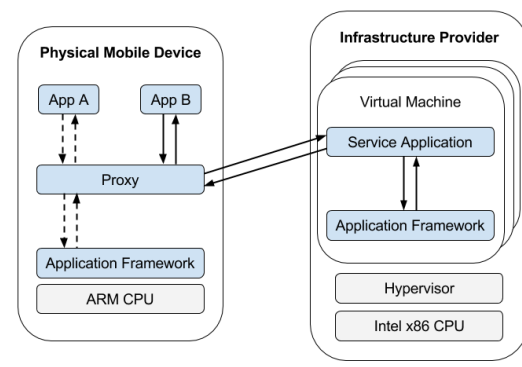 Physical Mobile Device
App A
App B
Proxy
Application Framework
ARM CPU
Infrastructure Provider
Virtual Machine
Service Application
Application Framework
Hypervisor
Intel x86 CPU